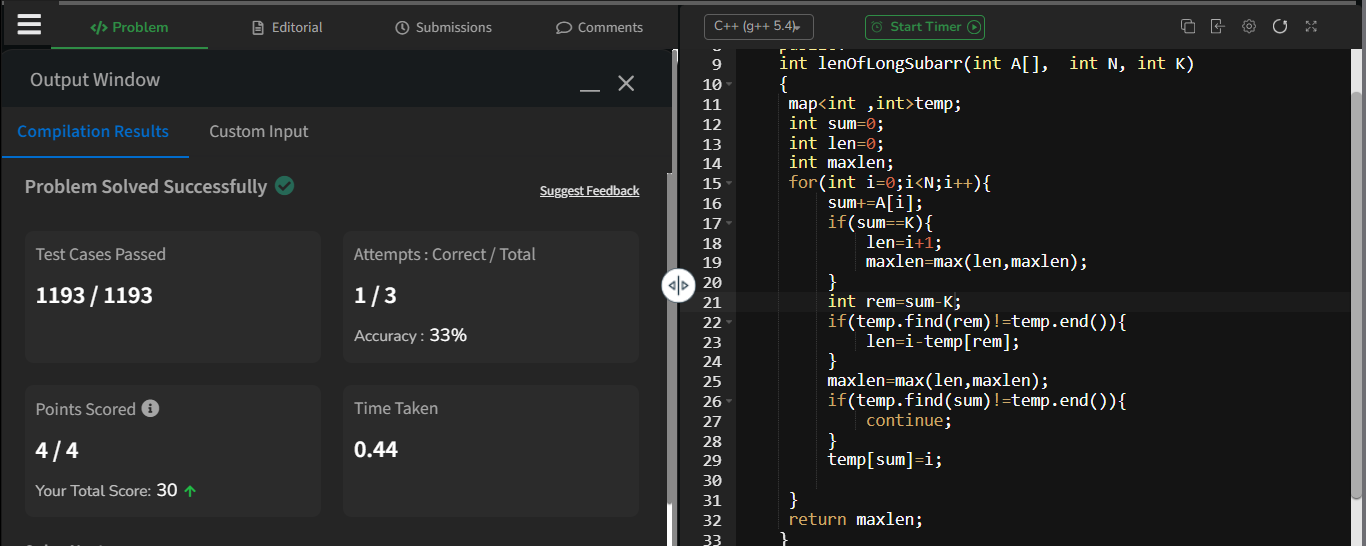 </> Problem
Editorial
Submissions
Comments
Output Window
Compilation Results
Custom Input
Problem Solved Successfully
Suggest Feedback
Test Cases Passed
1193 / 1193
Attempts : Correct / Total
1 / 3
Accuracy : 33%
Points Scored
4 / 4
Your Total Score: 30
Time Taken
0.44
C++ (g++ 5.4)
Start Timer
9 int lenOfLongSubarr(int A[],  int N, int K)
10 {
11 map<int ,int>temp;
12 int sum=0;
13 int len=0;
14 int maxlen;
15 for(int i=0;i<N;i++){
16 sum+=A[i];
17 if(sum==K){
18 len=i+1;
19 maxlen=max(len,maxlen);
20 }
21 int rem=sum-K;
22 if(temp.find(rem)!=temp.end()){
23 len=i-temp[rem];
24 }
25 maxlen=max(len,maxlen);
26 if(temp.find(sum)!=temp.end()){
27 continue;
28 }
29 temp[sum]=i;
30
31 }
32 return maxlen;
33 }